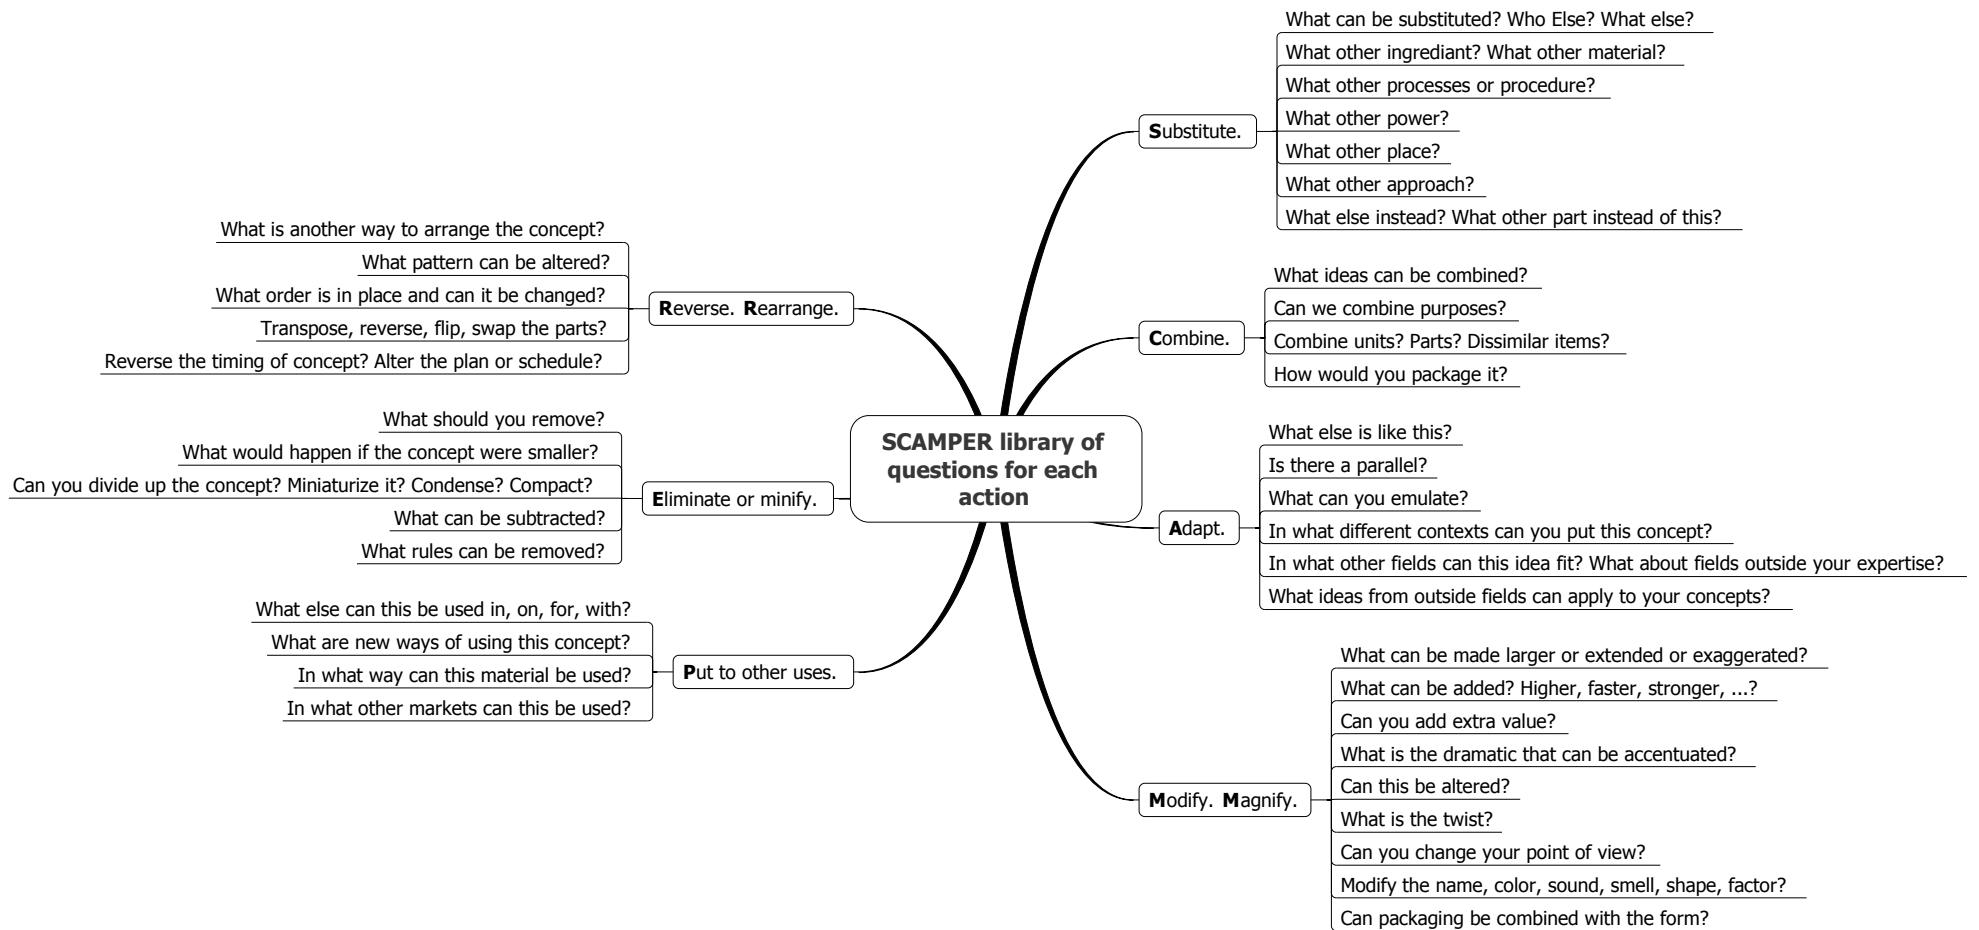 SCAMPER library of
questions for each
action
Substitute.
What can be substituted? Who Else? What else?
What other ingrediant? What other material?
What other processes or procedure?
What other power?
What other place?
What other approach?
What else instead? What other part instead of this?
Combine.
What ideas can be combined?
Can we combine purposes?
Combine units? Parts? Dissimilar items?
How would you package it?
Adapt.
What else is like this?
Is there a parallel?
What can you emulate?
In what different contexts can you put this concept?
In what other fields can this idea fit? What about fields outside your expertise?
What ideas from outside fields can apply to your concepts?
Modify. Magnify.
What can be made larger or extended or exaggerated?
What can be added? Higher, faster, stronger, ...?
Can you add extra value?
What is the dramatic that can be accentuated?
Can this be altered?
What is the twist?
Can you change your point of view?
Modify the name, color, sound, smell, shape, factor?
Can packaging be combined with the form?
Put to other uses.
What else can this be used in, on, for, with?
What are new ways of using this concept?
In what way can this material be used?
In what other markets can this be used?
Eliminate or minify.
What should you remove?
What would happen if the concept were smaller?
Can you divide up the concept? Miniaturize it? Condense? Compact?
What can be subtracted?
What rules can be removed?
Reverse. Rearrange.
What is another way to arrange the concept?
What pattern can be altered?
What order is in place and can it be changed?
Transpose, reverse, flip, swap the parts?
Reverse the timing of concept? Alter the plan or schedule?